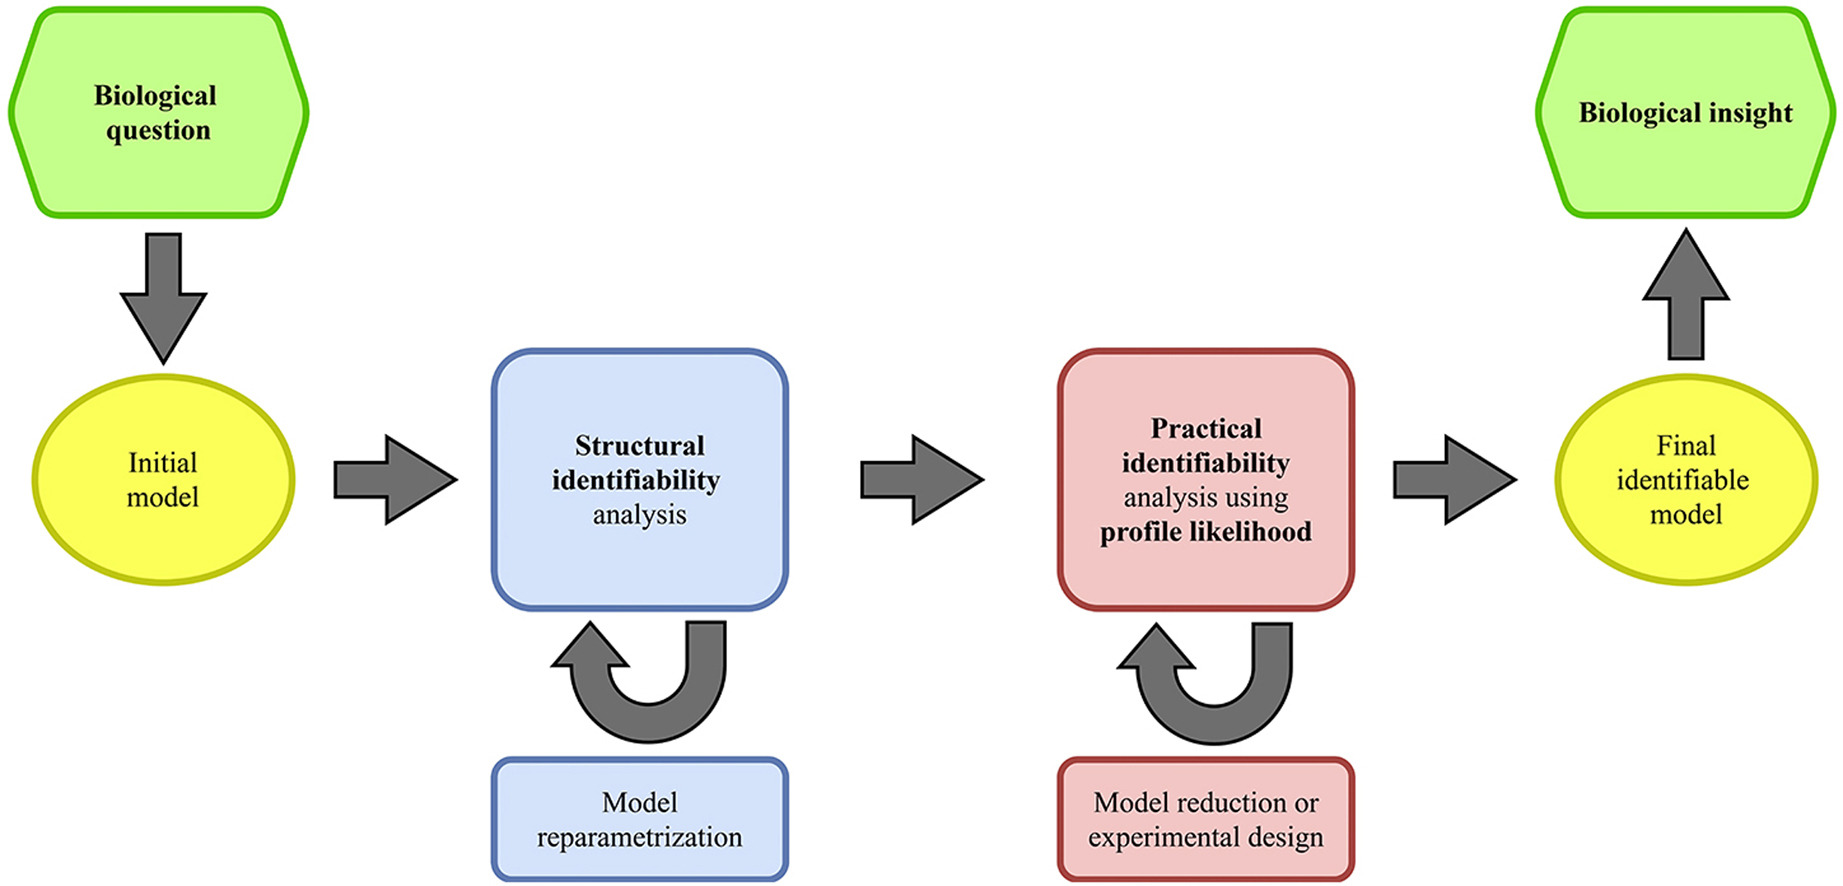 Biological
question
Biological insight
Initial
model
Structural
identifiability
analysis
Practical
identifiability
analysis using
profile likelihood
Final
identifiable
model
Model
reparametrization
Model reduction or
experimental design